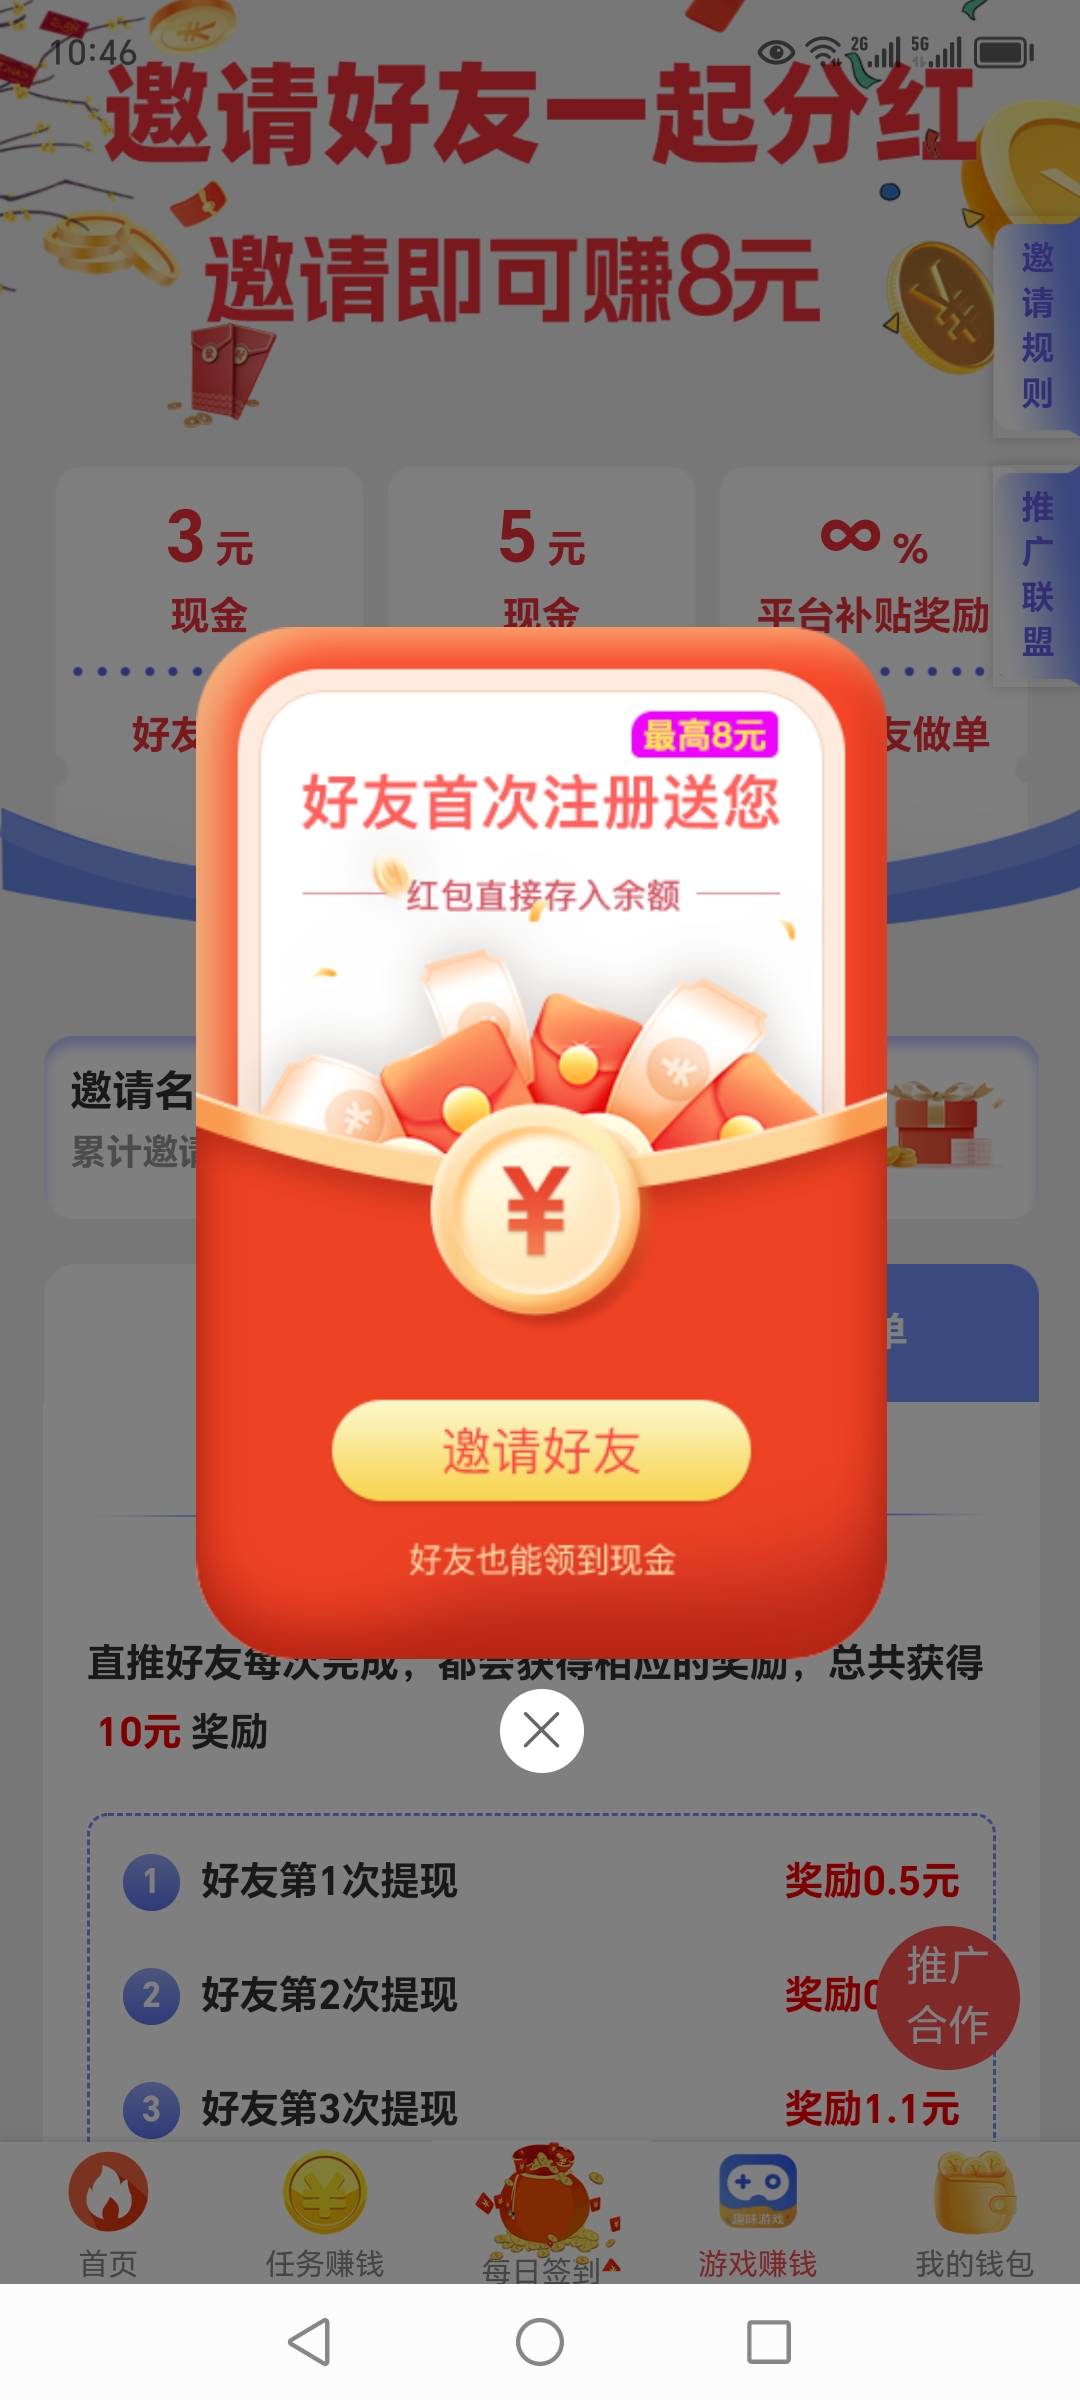 10:46
2G
5G
邀请好友一起分红
邀请即可赚8元
邀请规则
推广联盟
3元
5元
∞%
现金
现金
平台补贴奖励
好友
友做单
最高8元
好友首次注册送您
红包直接存入余额
邀请名
累计邀请
¥
单
邀请好友
好友也能领到现金
直推好友每次完成，都会获得相应的奖励，总共获得
10元 奖励
1 好友第1次提现 奖励0.5元
2 好友第2次提现 奖励0
3 好友第3次提现 奖励1.1元
推广
合作
趣味游戏
首页
任务赚钱
每日签到
游戏赚钱
我的钱包